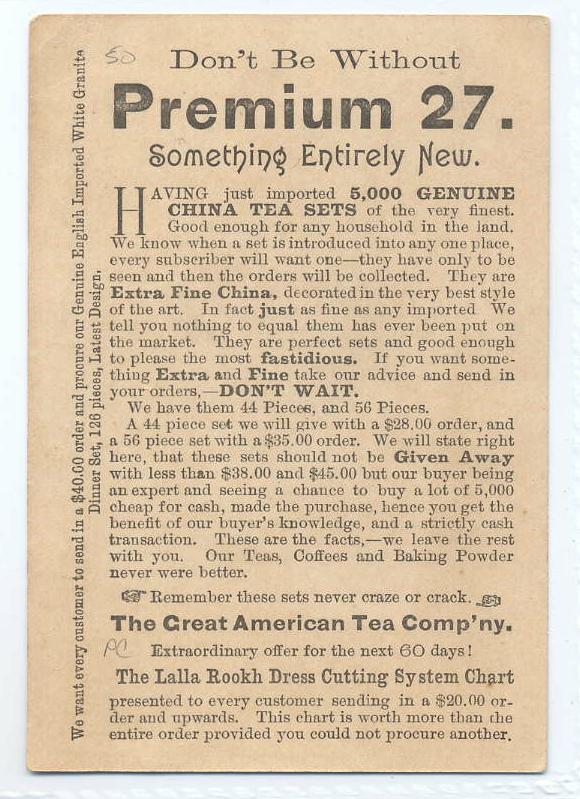 50
Don't Be Without
Premium 27.
Something Entirely New.
HAVING just imported 5,000 GENUINE
CHINA TEA SETS of the very finest.
Good enough for any household in the land.
We know when a set is introduced into any one place,
every subscriber will want one—they have only to be
seen and then the orders will be collected. They are
Extra Fine China, decorated in the very best style
of the art. In fact just as fine as any imported We
tell you nothing to equal them has ever been put on
the market. They are perfect sets and good enough
to please the most fastidious. If you want some-
thing Extra and Fine take our advice and send in
your orders,—DON'T WAIT.
We have them 44 Pieces, and 56 Pieces.
A 44 piece set we will give with a $28.00 order, and
a 56 piece set with a $35.00 order. We will state right
here, that these sets should not be Given Away
with less than $38.00 and $45.00 but our buyer being
an expert and seeing a chance to buy a lot of 5,000
cheap for cash, made the purchase, hence you get the
benefit of our buyer's knowledge, and a strictly cash
transaction. These are the facts,—we leave the rest
with you. Our Teas, Coffees and Baking Powder
never were better.
Remember these sets never craze or crack.
The Great American Tea Comp'ny.
PC
Extraordinary offer for the next 60 days!
The Lalla Rookh Dress Cutting System Chart
presented to every customer sending in a $20.00 or-
der and upwards. This chart is worth more than the
entire order provided you could not procure another.
We want every customer to send in a $40.00 order and procure our Genuine English Imported White Granite
Dinner Set, 126 pieces, Latest Design.